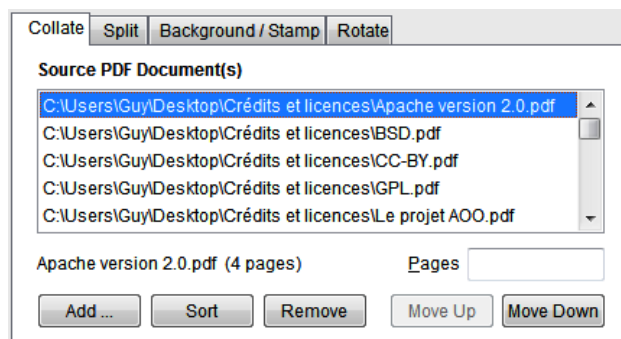 Collate Split Background / Stamp Rotate
Source PDF Document(s)
C:\Users\Guy\Desktop\Crédits et licences\Apache version 2.0.pdf
C:\Users\Guy\Desktop\Crédits et licences\BSD.pdf
C:\Users\Guy\Desktop\Crédits et licences\CC-BY.pdf
C:\Users\Guy\Desktop\Crédits et licences\GPL.pdf
C:\Users\Guy\Desktop\Crédits et licences\Le projet AOO.pdf
Apache version 2.0.pdf (4 pages) Pages
Add ... Sort Remove Move Up Move Down